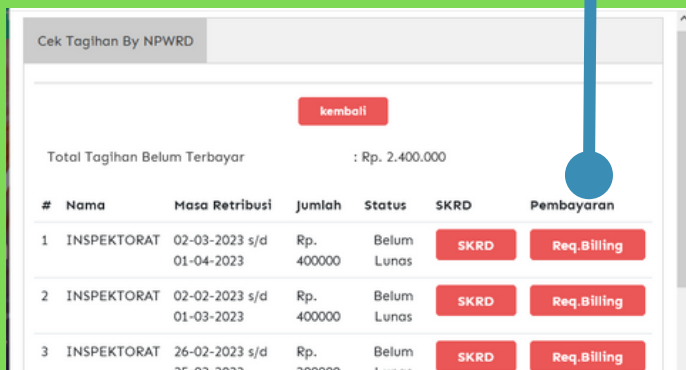 Cek Tagihan By NPWRD
kembali
Total Tagihan Belum Terbayar : Rp. 2.400.000
# Nama Masa Retribusi Jumlah Status SKRD Pembayaran
1 INSPEKTORAT 02-03-2023 s/d Rp. Belum SKRD Req.Billing
01-04-2023 400000 Lunas
2 INSPEKTORAT 02-02-2023 s/d Rp. Belum SKRD Req.Billing
01-03-2023 400000 Lunas
3 INSPEKTORAT 26-02-2023 s/d Rp. Belum SKRD Req.Billing